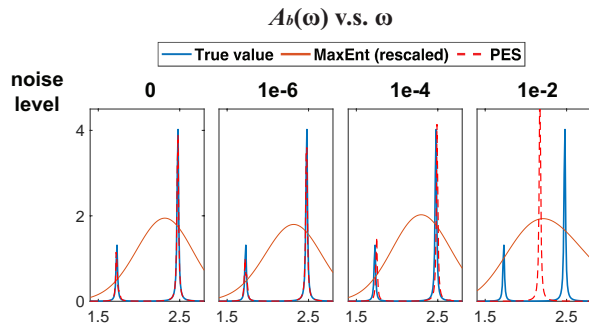 A_b(ω) v.s. ω
True value MaxEnt (rescaled) PES
noise level
0 1e-6 1e-4 1e-2
4
2
0
1.5 2.5 1.5 2.5 1.5 2.5 1.5 2.5